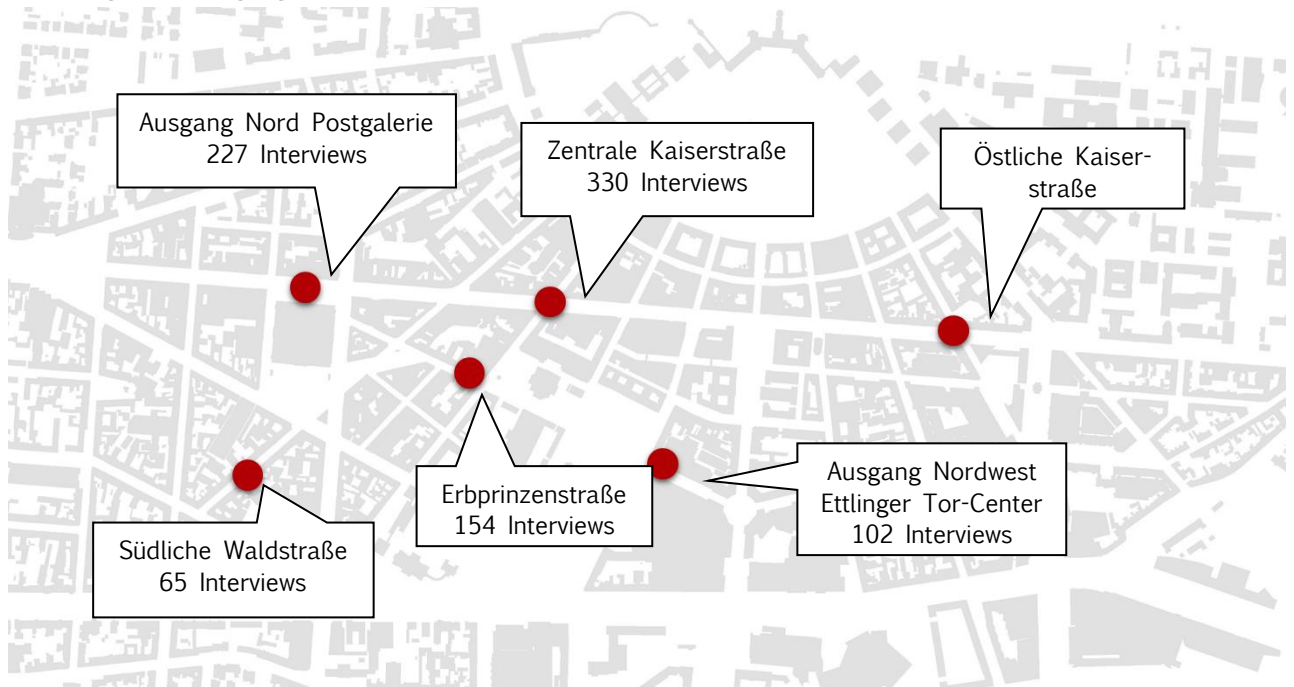 Ausgang Nord Postgalerie
227 Interviews
Zentrale Kaiserstraße
330 Interviews
Östliche Kaiser-
straße
Erbprinzenstraße
154 Interviews
Ausgang Nordwest
Ettlinger Tor-Center
102 Interviews
Südliche Waldstraße
65 Interviews